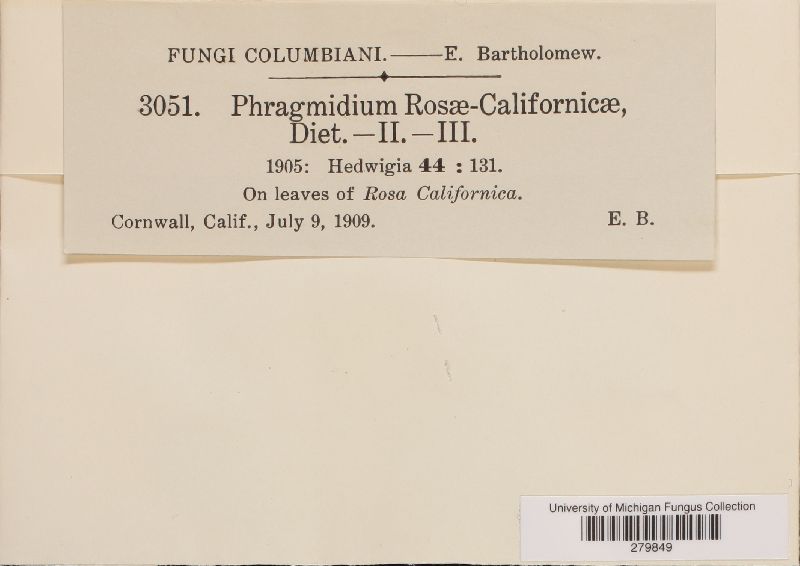 FUNGI COLUMBIANI.——E. Bartholomew.
3051. Phragmidium Rosæ-Californicæ,
Diet.—II.—III.
1905: Hedwigia 44 : 131.
On leaves of Rosa Californica.
Cornwall, Calif., July 9, 1909. E. B.
University of Michigan Fungus Collection
279849